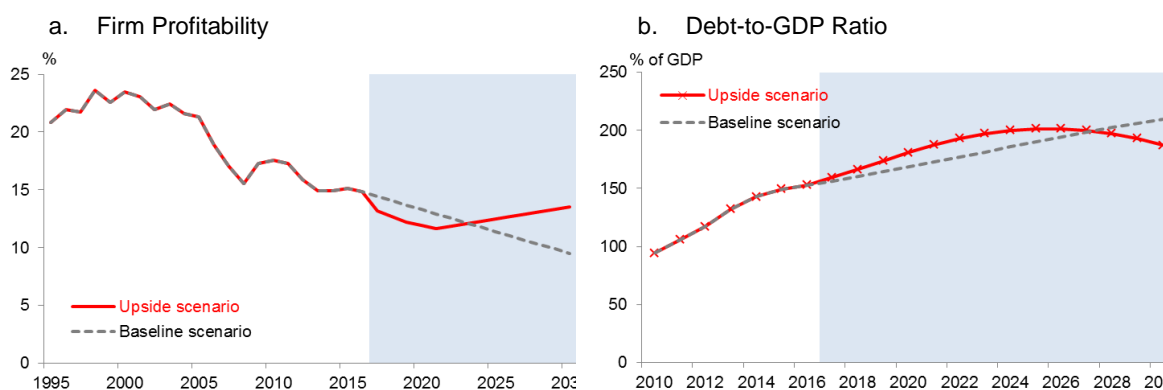 a. Firm Profitability
%
25
20
15
10
5
0
Upside scenario
Baseline scenario
1995 2000 2005 2010 2015 2020 2025 203
b. Debt-to-GDP Ratio
% of GDP
250
200
150
100
50
0
Upside scenario
Baseline scenario
2010 2012 2014 2016 2018 2020 2022 2024 2026 2028 20